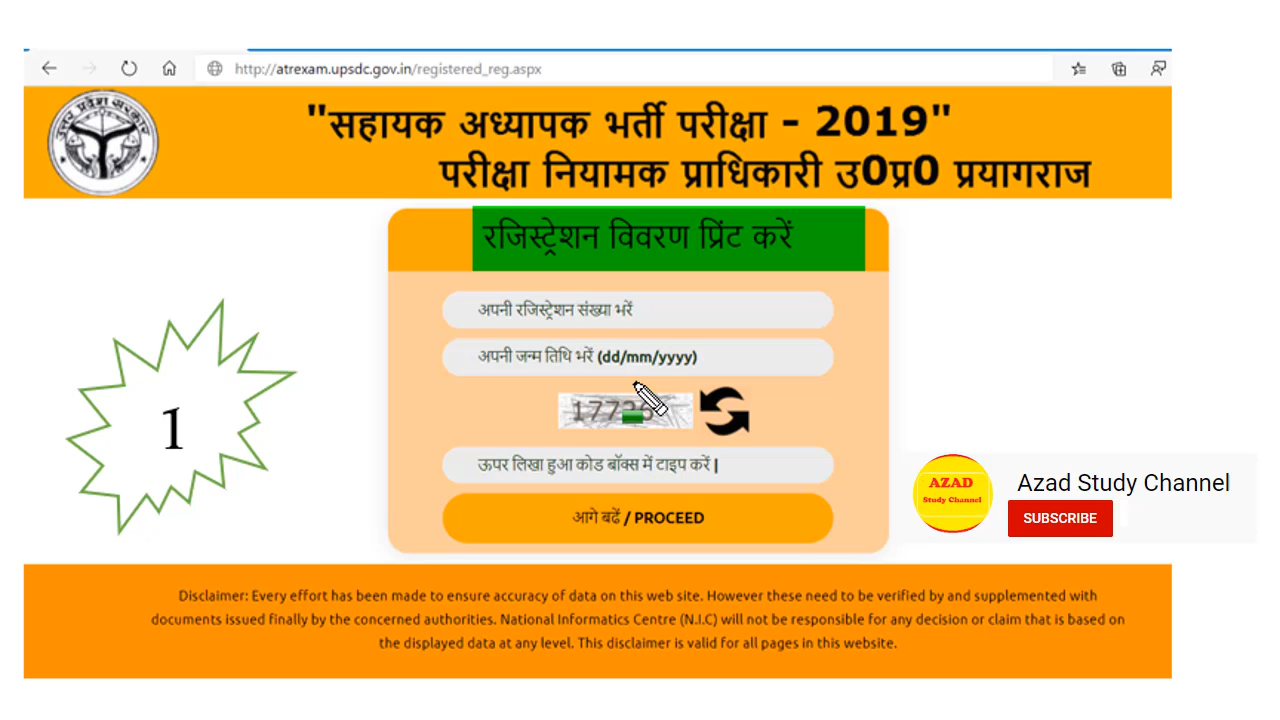 http://atrexam.upsdc.gov.in/registered_reg.aspx
उत्तर प्रदेश सरकार
"सहायक अध्यापक भर्ती परीक्षा - 2019"
परीक्षा नियामक प्राधिकारी उ0प्र0 प्रयागराज
रजिस्ट्रेशन विवरण प्रिंट करें
अपनी रजिस्ट्रेशन संख्या भरें
अपनी जन्म तिथि भरें (dd/mm/yyyy)
ऊपर लिखा हुआ कोड बॉक्स में टाइप करें
आगे बढें / PROCEED
1
AZAD
Study Channel
Azad Study Channel
SUBSCRIBE
Disclaimer: Every effort has been made to ensure accuracy of data on this web site. However these need to be verified by and supplemented with
documents issued finally by the concerned authorities. National Informatics Centre (N.I.C) will not be responsible for any decision or claim that is based on
the displayed data at any level. This disclaimer is valid for all pages in this website.